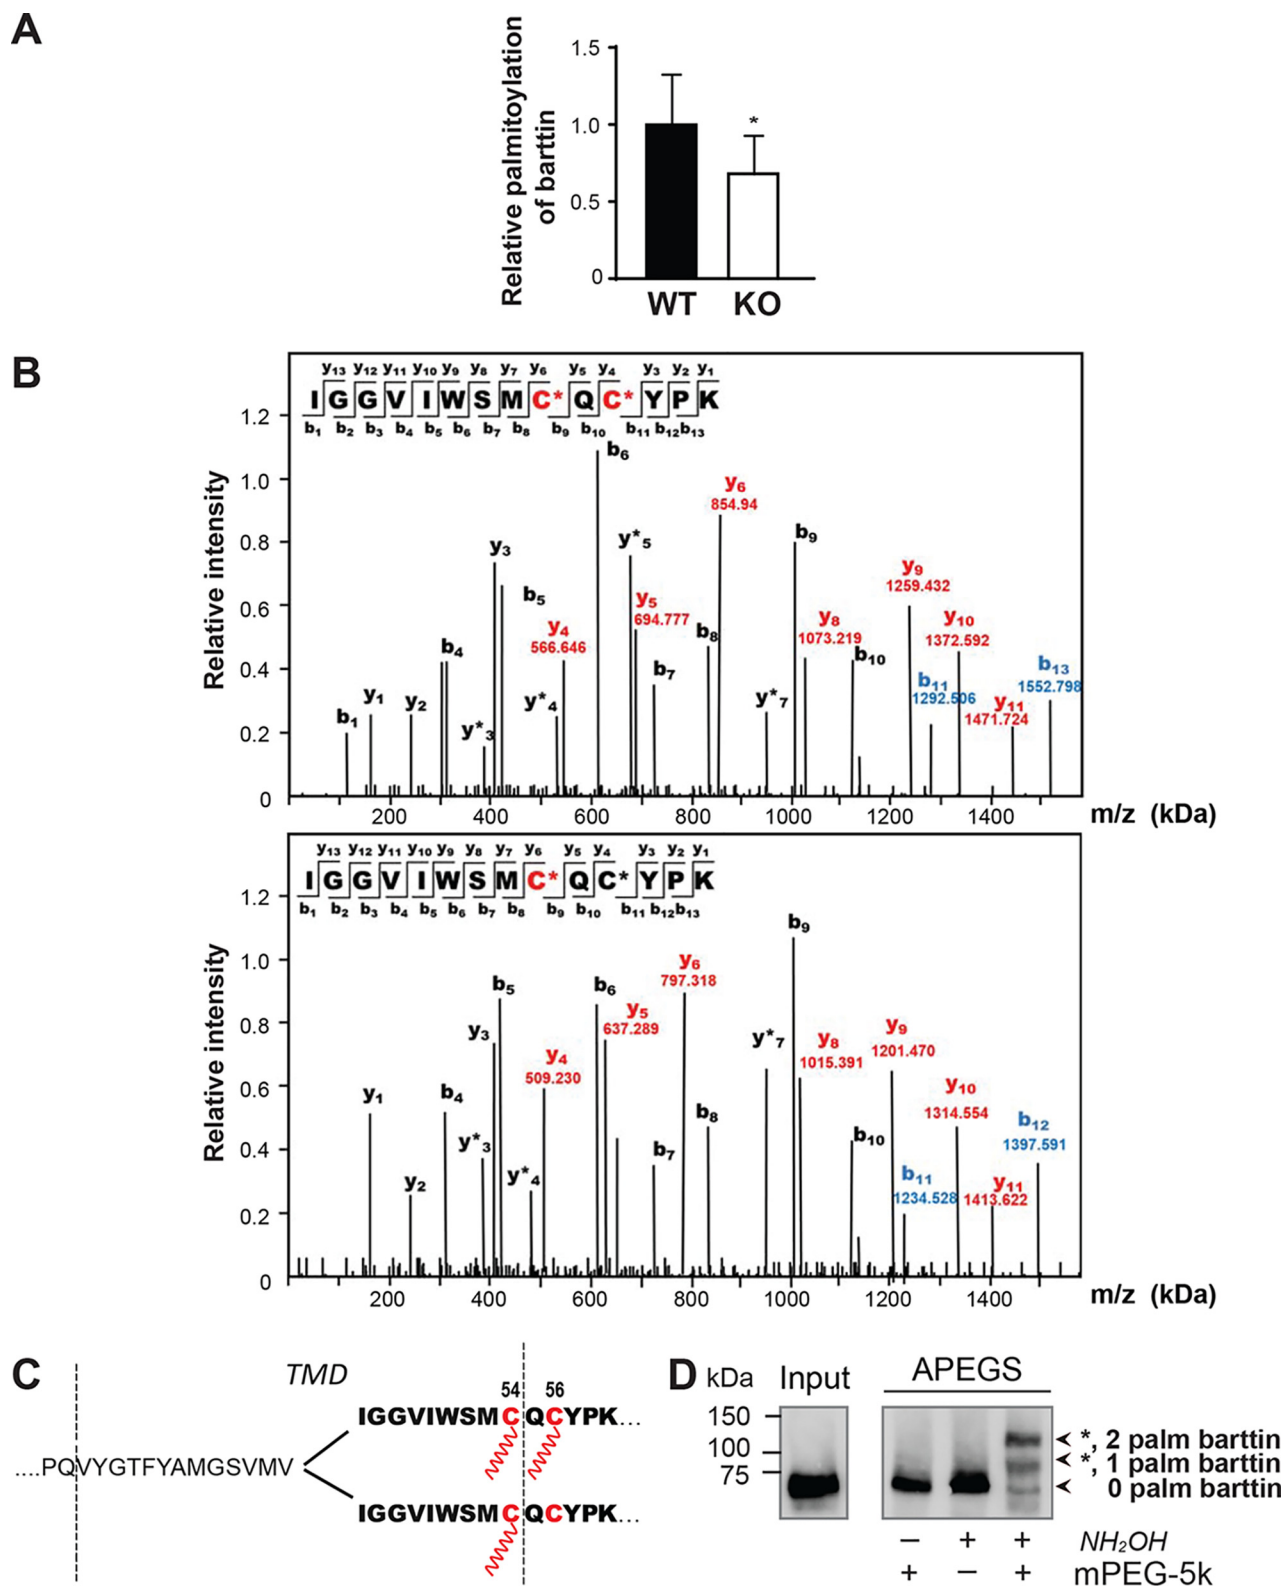 A
Relative palmitoylation
of barttin
1.5
1.0
0.5
0
*
WT KO
B
Relative intensity
1.2
1.0
0.8
0.6
0.4
0.2
0
y13 y12 y11 y10 y9 y8 y7 y6 y5 y4 y3 y2 y1
I G G V I W S M C* Q C* Y P K
b1 b2 b3 b4 b5 b6 b7 b8 b9 b10 b11 b12 b13
b1
y1
y2
b4
y*3
y3
b5
y*4
y4
566.646
b6
y*5
y5
694.777
b7
b8
y6
854.94
y*7
b9
y8
1073.219
b10
y9
1259.432
b11
1292.506
y10
1372.592
y11
1471.724
b13
1552.798
200 400 600 800 1000 1200 1400
m/z (kDa)
Relative intensity
1.2
1.0
0.8
0.6
0.4
0.2
0
y13 y12 y11 y10 y9 y8 y7 y6 y5 y4 y3 y2 y1
I G G V I W S M C* Q C* Y P K
b1 b2 b3 b4 b5 b6 b7 b8 b9 b10 b11 b12 b13
y1
y2
b4
y*3
y3
b5
y*4
y4
509.230
b6
y5
637.289
b7
y6
797.318
b8
y*7
b9
y8
1015.391
b10
y9
1201.470
b11
1234.528
y10
1314.554
y11
1413.622
b12
1397.591
200 400 600 800 1000 1200 1400
m/z (kDa)
C
TMD
54 56
IGGVIWSMCQCYPK...
....PQVYGTFYAMGSVMV
IGGVIWSMCQCYPK...
D
kDa Input APEGS
150
100
75
*, 2 palm barttin
*, 1 palm barttin
0 palm barttin
− + + NH2OH
+ − + mPEG-5k